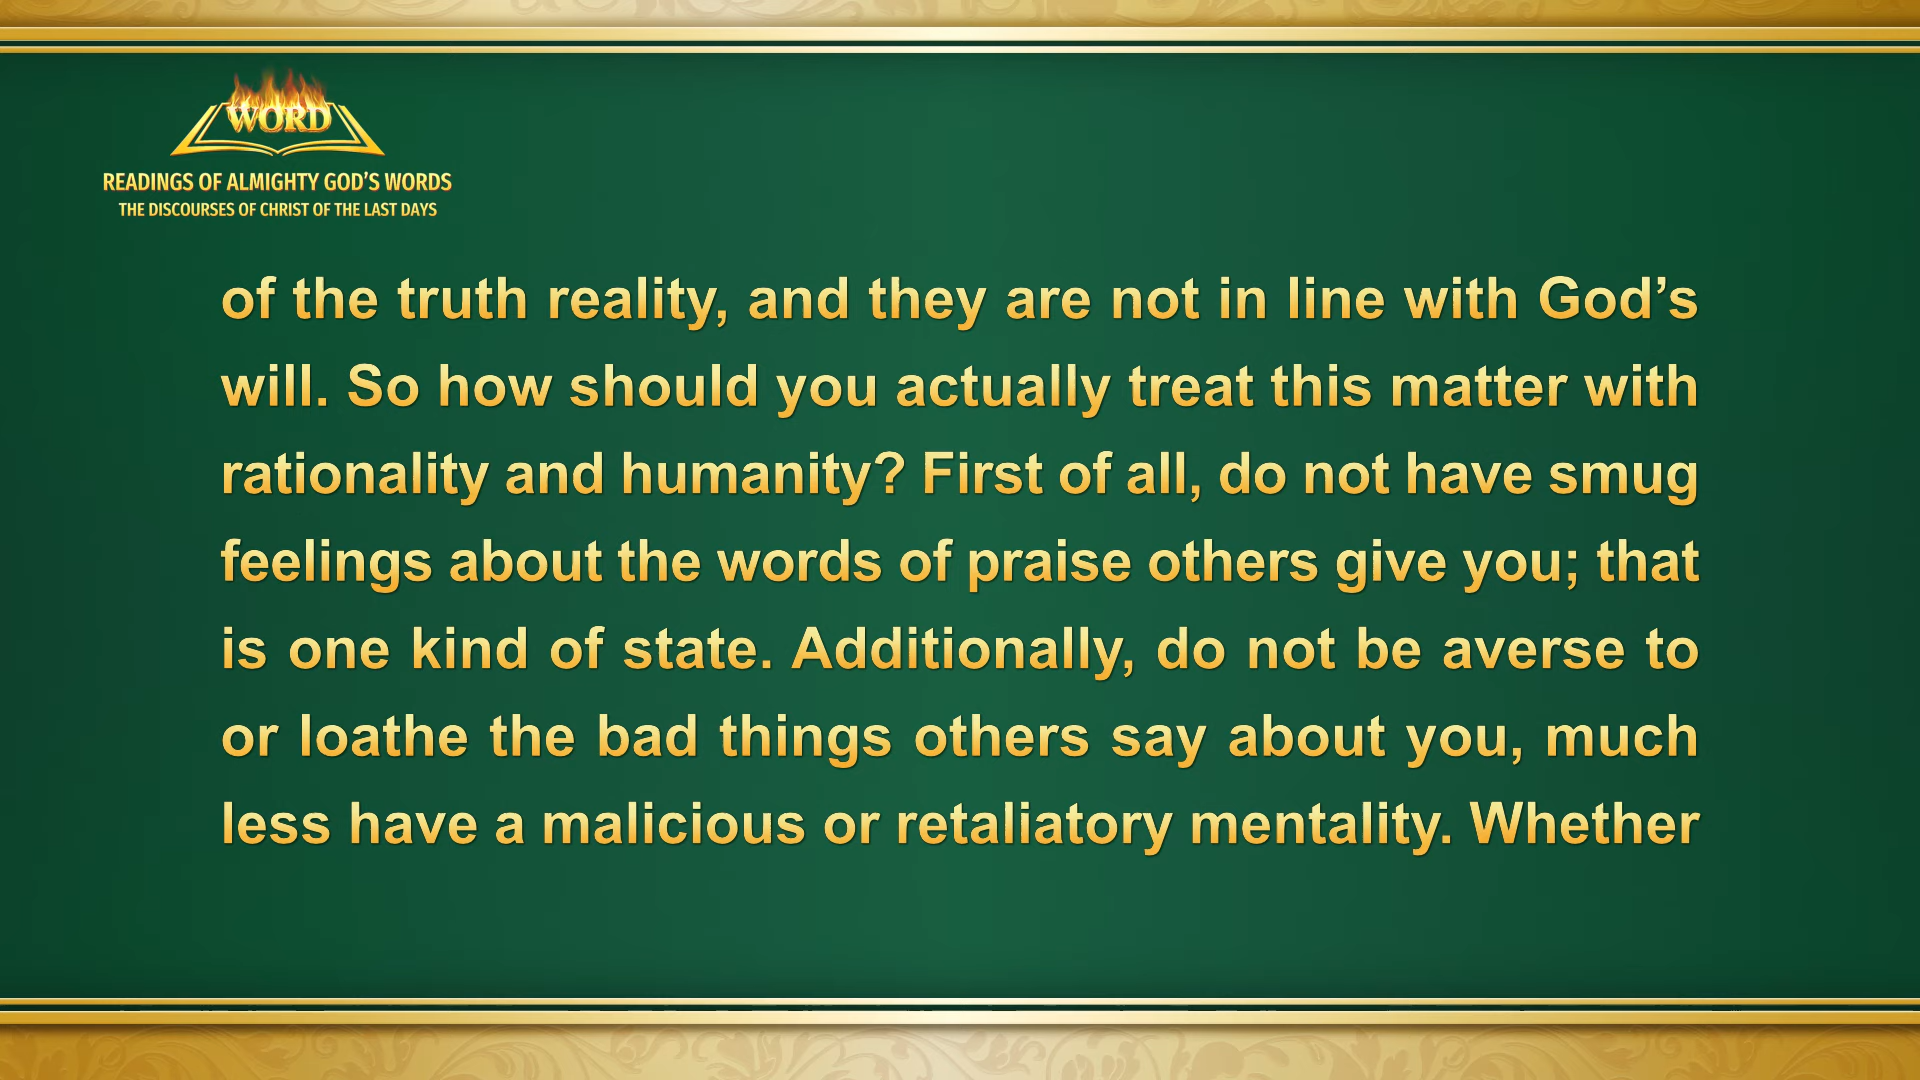 WORD
READINGS OF ALMIGHTY GOD’S WORDS
THE DISCOURSES OF CHRIST OF THE LAST DAYS
of the truth reality, and they are not in line with God’s
will. So how should you actually treat this matter with
rationality and humanity? First of all, do not have smug
feelings about the words of praise others give you; that
is one kind of state. Additionally, do not be averse to
or loathe the bad things others say about you, much
less have a malicious or retaliatory mentality. Whether